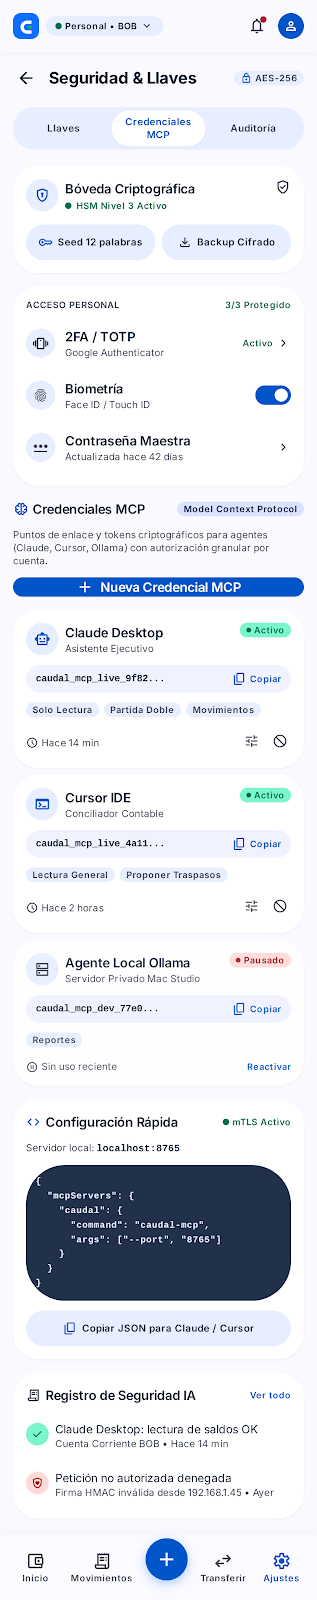 Personal • BOB
Seguridad & Llaves
AES-256
Llaves
Credenciales
MCP
Auditoría
Bóveda Criptográfica
HSM Nivel 3 Activo
Seed 12 palabras
Backup Cifrado
ACCESO PERSONAL
3/3 Protegido
2FA / TOTP
Google Authenticator
Activo
Biometría
Face ID / Touch ID
Contraseña Maestra
Actualizada hace 42 días
Credenciales MCP
Model Context Protocol
Puntos de enlace y tokens criptográficos para agentes
(Claude, Cursor, Ollama) con autorización granular por
cuenta.
+ Nueva Credencial MCP
Claude Desktop
Activo
Asistente Ejecutivo
caudal_mcp_live_9f82...
Copiar
Solo Lectura
Partida Doble
Movimientos
Hace 14 min
Cursor IDE
Activo
Conciliador Contable
caudal_mcp_live_4a11...
Copiar
Lectura General
Proponer Traspasos
Hace 2 horas
Agente Local Ollama
Pausado
Servidor Privado Mac Studio
caudal_mcp_dev_77e0...
Copiar
Reportes
Sin uso reciente
Reactivar
Configuración Rápida
mTLS Activo
Servidor local: localhost:8765
{
"mcpServers": {
"caudal": {
"command": "caudal-mcp",
"args": ["--port", "8765"]
}
}
}
Copiar JSON para Claude / Cursor
Registro de Seguridad IA
Ver todo
Claude Desktop: lectura de saldos OK
Cuenta Corriente BOB • Hace 14 min
Petición no autorizada denegada
Firma HMAC inválida desde 192.168.1.45 • Ayer
Inicio
Movimientos
+
Transferir
Ajustes